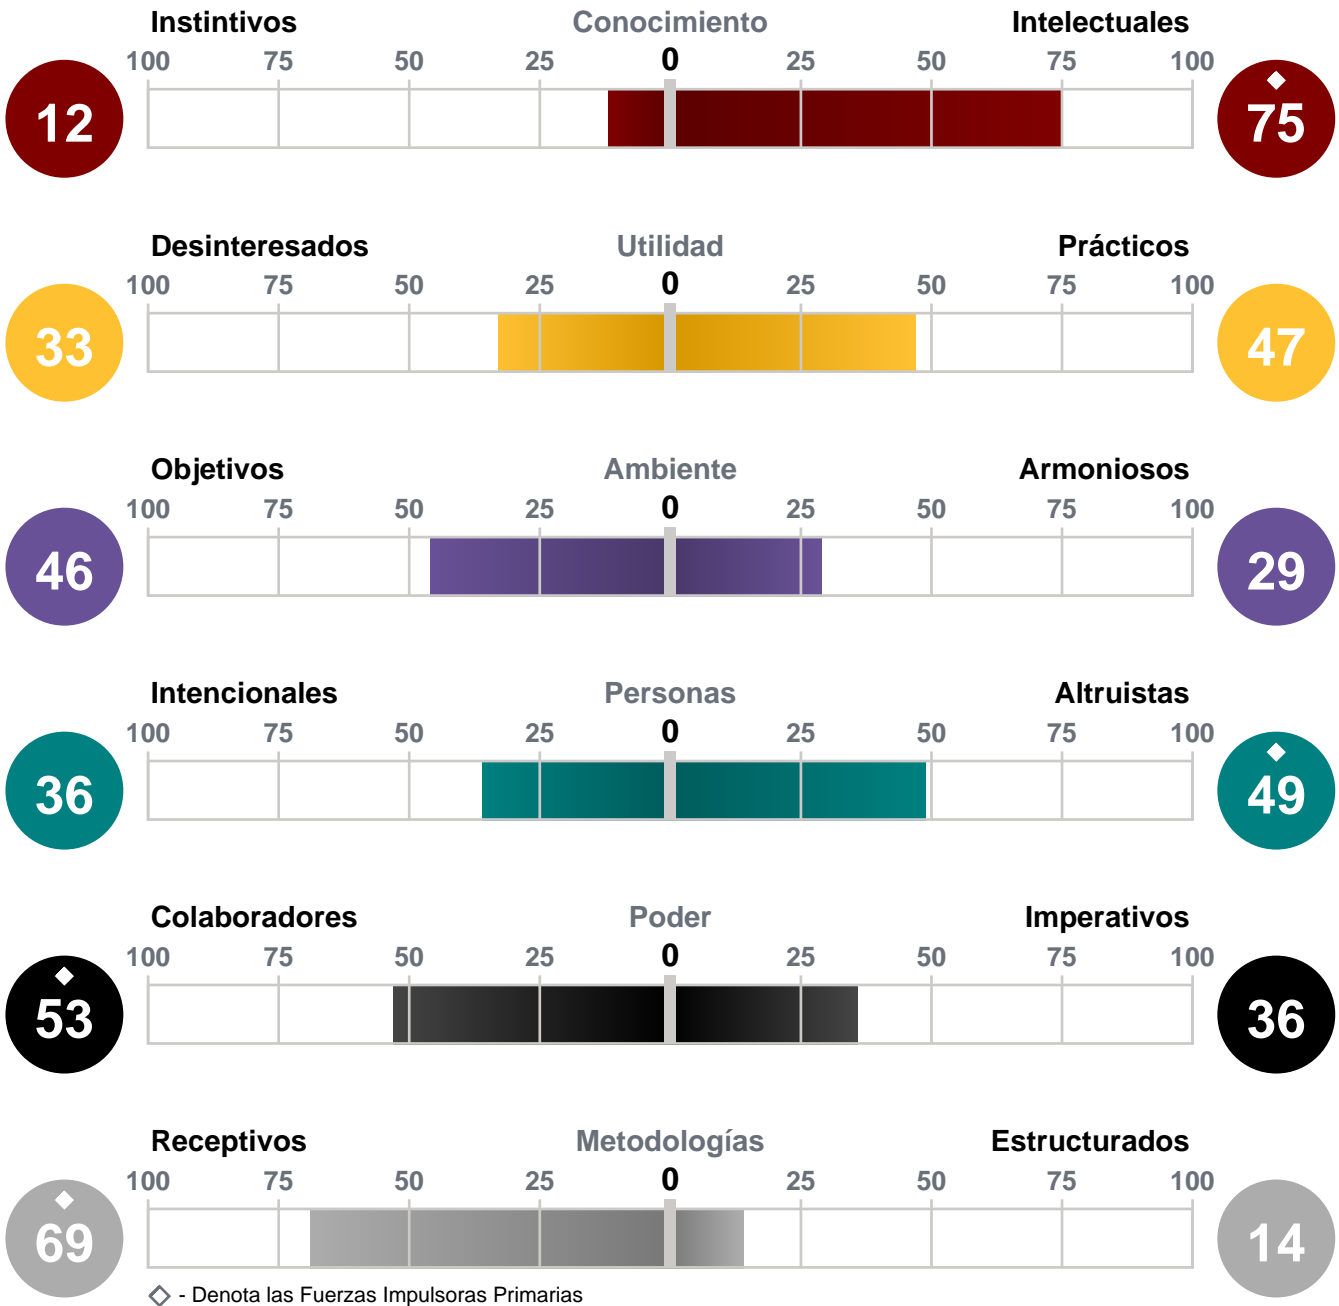 Instintivos Conocimiento Intelectuales
100 75 50 25 0 25 50 75 100
12 75
Desinteresados Utilidad Prácticos
100 75 50 25 0 25 50 75 100
33 47
Objetivos Ambiente Armoniosos
100 75 50 25 0 25 50 75 100
46 29
Intencionales Personas Altruistas
100 75 50 25 0 25 50 75 100
36 49
Colaboradores Poder Imperativos
100 75 50 25 0 25 50 75 100
53 36
Receptivos Metodologías Estructurados
100 75 50 25 0 25 50 75 100
69 14
◇ - Denota las Fuerzas Impulsoras Primarias